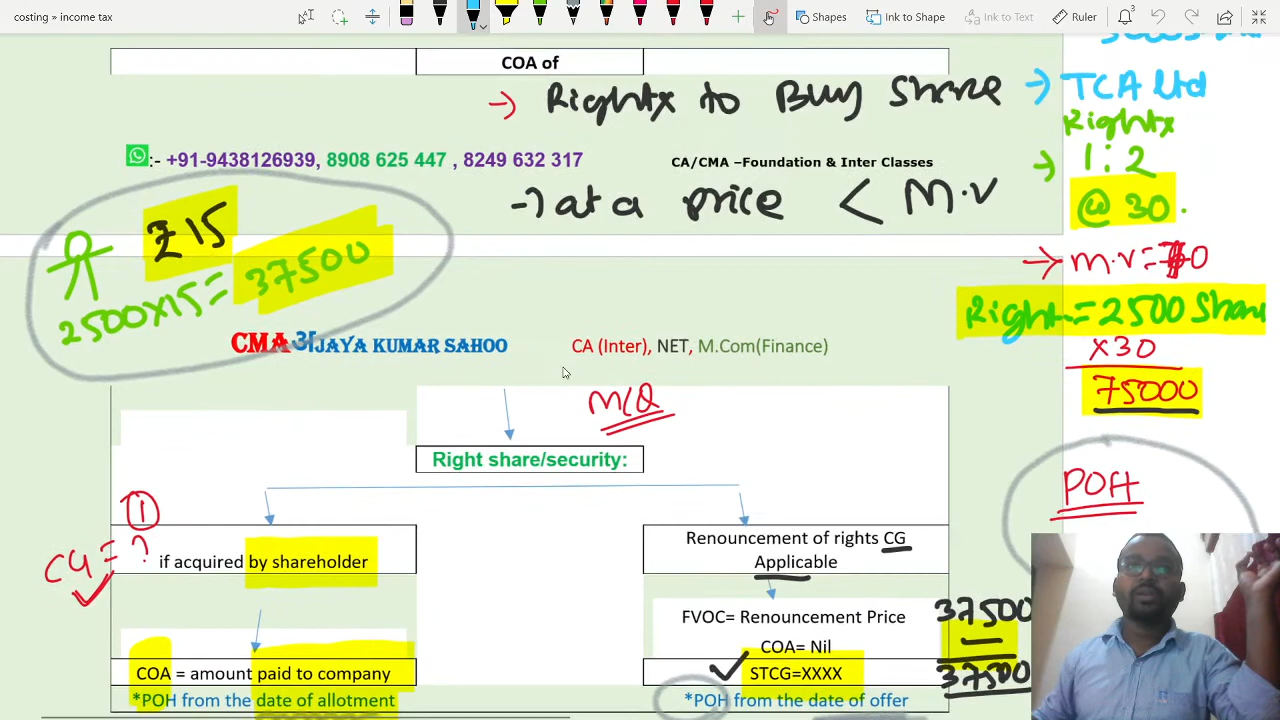 costing » income tax
Shapes
Ink to Shape
Ink to Text
Ruler
COA of
→ Rightx to Buy Share
→ TCA Ltd
Rightx
:- +91-9438126939, 8908 625 447 , 8249 632 317
CA/CMA –Foundation & Inter Classes
→ 1:2
→ at a price < M.V
@ 30.
₹15
2500×15= 37500
→ M.V=
Right = 2500 Share
×30
75000
CMA अJAYA KUMAR SAHOO
CA (Inter), NET, M.Com(Finance)
MCQ
Right share/security:
POH
①
CG = ?
if acquired by shareholder
Renouncement of rights CG
Applicable
FVOC= Renouncement Price
37500
COA= Nil
—
COA = amount paid to company
STCG=XXXX
37500
*POH from the date of allotment
*POH from the date of offer